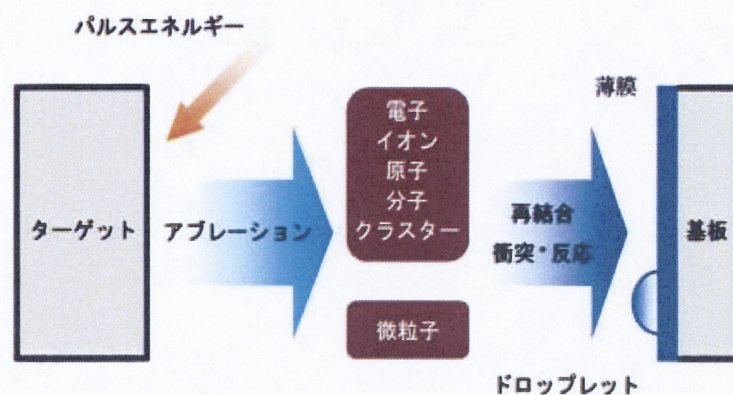 パルスエネルギー
ターゲット
アブレーション
電子
イオン
原子
分子
クラスター
微粒子
再結合
衝突・反応
薄膜
基板
ドロップレット